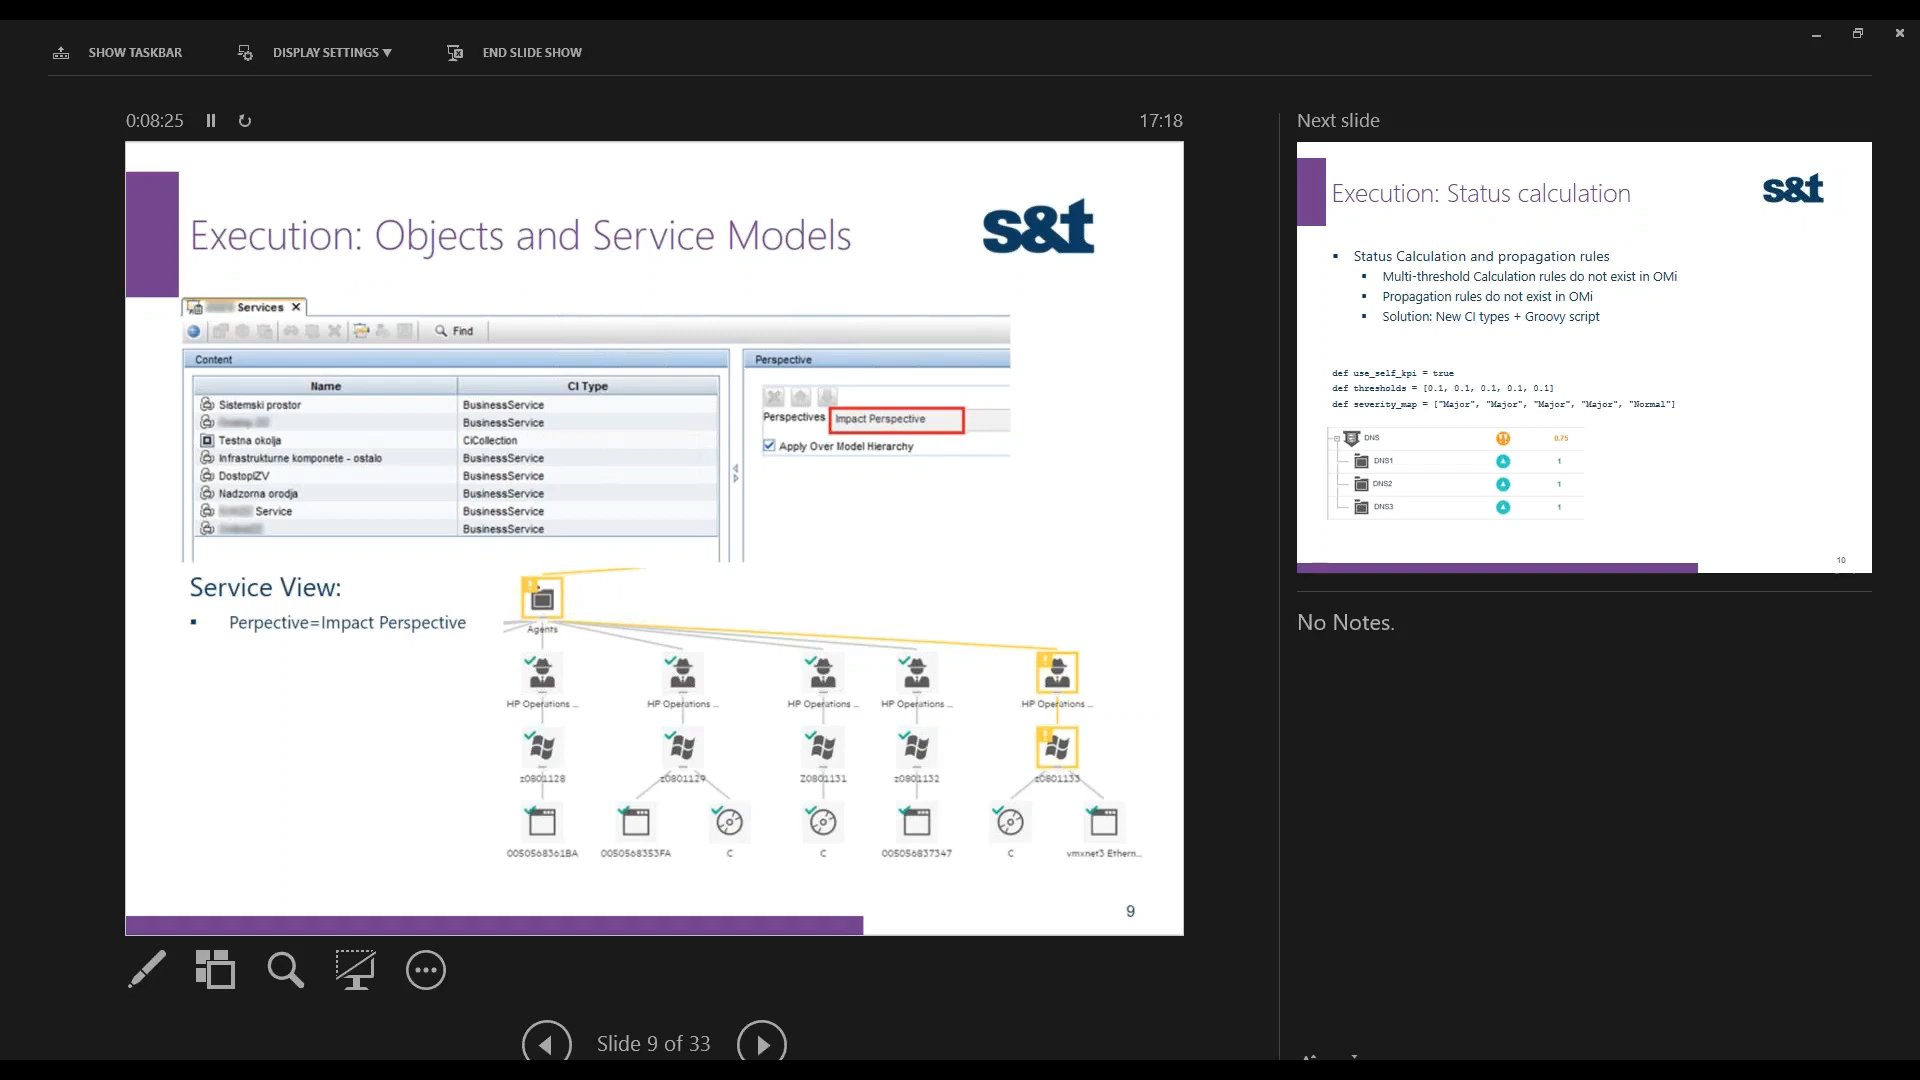 SHOW TASKBAR DISPLAY SETTINGS END SLIDE SHOW
0:08:25 17:18
Execution: Objects and Service Models
s&t
Services
Find
Content
Name CI Type
Sistemski prostor BusinessService
BusinessService
Testna okolja CiCollection
Infrastrukturne komponete - ostalo BusinessService
DostopIZV BusinessService
Nadzorna orodja BusinessService
Service BusinessService
BusinessService
Perspective
Perspectives Impact Perspective
Apply Over Model Hierarchy
Service View:
▪ Perpective=Impact Perspective
Agents
HP Operations ... HP Operations ... HP Operations ... HP Operations ... HP Operations ...
z0801128 z0801129 Z0801131 z0801132 z0801133
0050568361BA 0050568353FA C C 005056837347 C vmxnet3 Ethern...
9
Slide 9 of 33
Next slide
Execution: Status calculation
s&t
▪ Status Calculation and propagation rules
▪ Multi-threshold Calculation rules do not exist in OMi
▪ Propagation rules do not exist in OMi
▪ Solution: New CI types + Groovy script
def use_self_kpi = true
def thresholds = [0.1, 0.1, 0.1, 0.1, 0.1]
def severity_map = ["Major", "Major", "Major", "Major", "Normal"]
DNS 0.75
DNS1 1
DNS2 1
DNS3 1
10
No Notes.